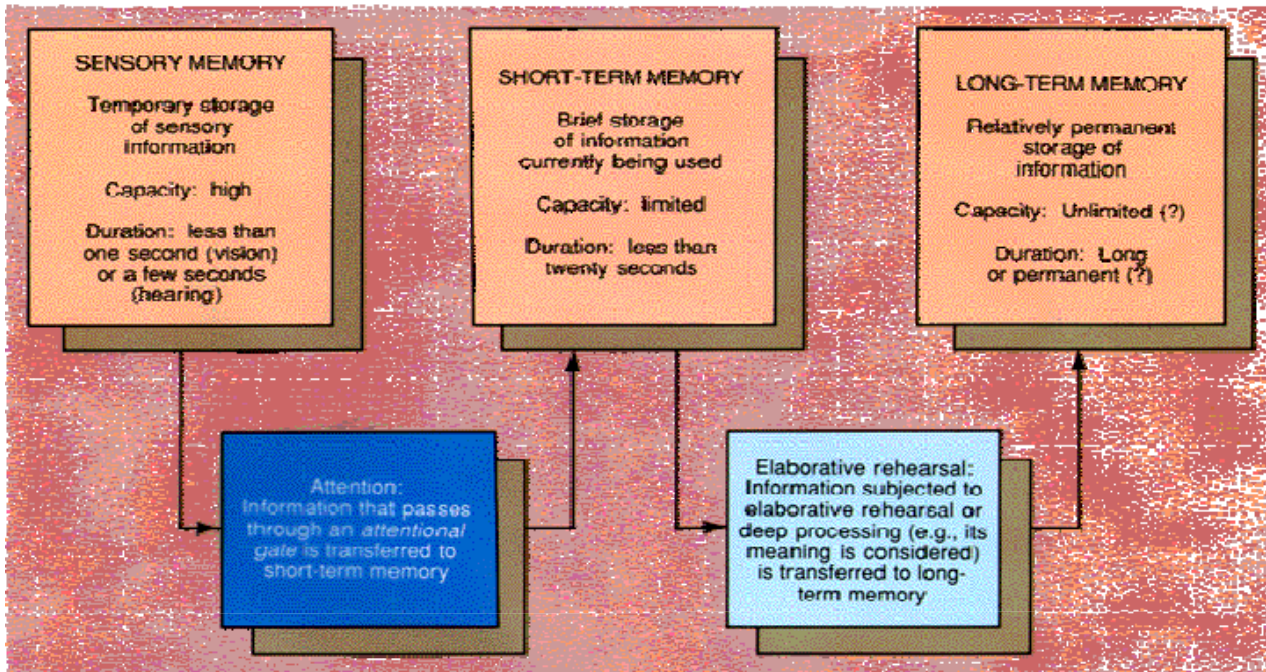 SENSORY MEMORY
Temporary storage
of sensory
information
Capacity: high
Duration: less than
one second (vision)
or a few seconds
(hearing)
SHORT-TERM MEMORY
Brief storage
of information
currently being used
Capacity: limited
Duration: less than
twenty seconds
LONG-TERM MEMORY
Relatively permanent
storage of
information
Capacity: Unlimited (?)
Duration: Long
or permanent (?)
Attention:
Information that passes
through an attentional
gate is transferred to
short-term memory
Elaborative rehearsal:
Information subjected to
elaborative rehearsal or
deep processing (e.g., its
meaning is considered)
is transferred to long-
term memory